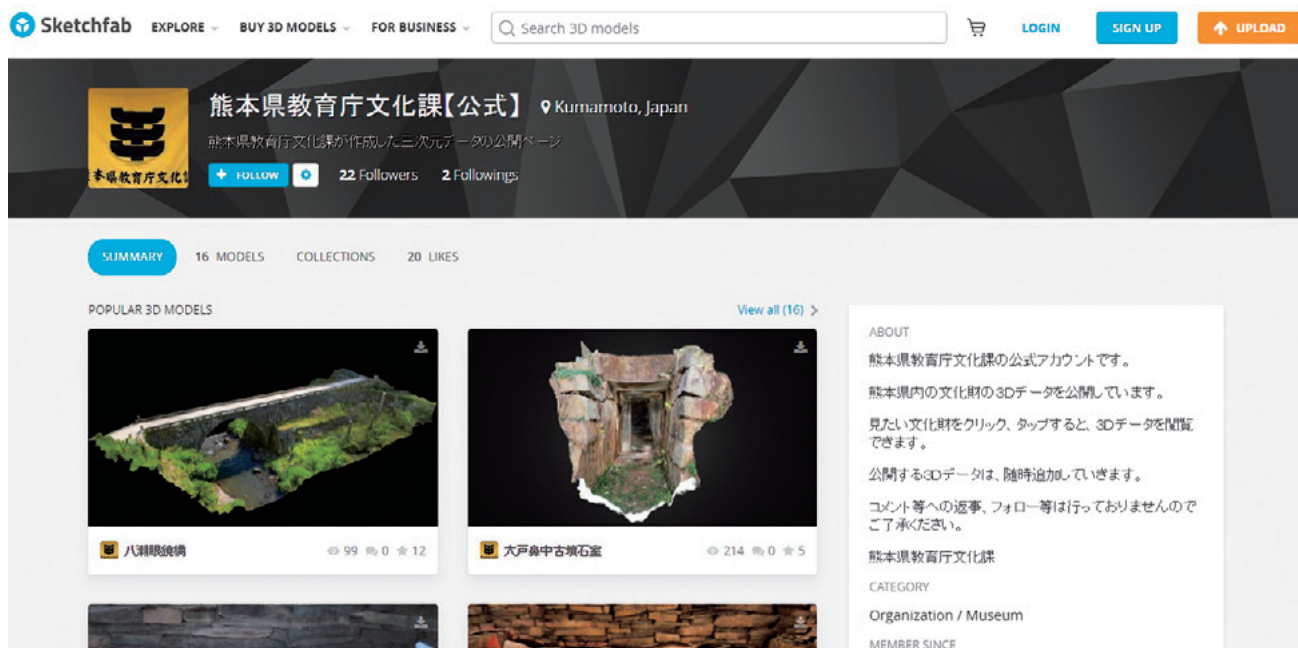 Sketchfab EXPLORE BUY 3D MODELS FOR BUSINESS Search 3D models LOGIN SIGN UP UPLOAD
熊本県教育庁文化課【公式】 Kumamoto, Japan
熊本県教育庁文化課が作成した三次元データの公開ページ
本県教育庁文化
FOLLOW 22 Followers 2 Followings
SUMMARY 16 MODELS COLLECTIONS 20 LIKES
POPULAR 3D MODELS View all (16)
八瀬眼鏡橋 99 0 12
大戸鼻中古墳石室 214 0 5
ABOUT
熊本県教育庁文化課の公式アカウントです。
熊本県内の文化財の3Dデータを公開しています。
見たい文化財をクリック、タップすると、3Dデータを閲覧
できます。
公開する3Dデータは、随時追加していきます。
コメント等への返事、フォロー等は行っておりませんので
ご了承ください。
熊本県教育庁文化課
CATEGORY
Organization / Museum
MEMBER SINCE